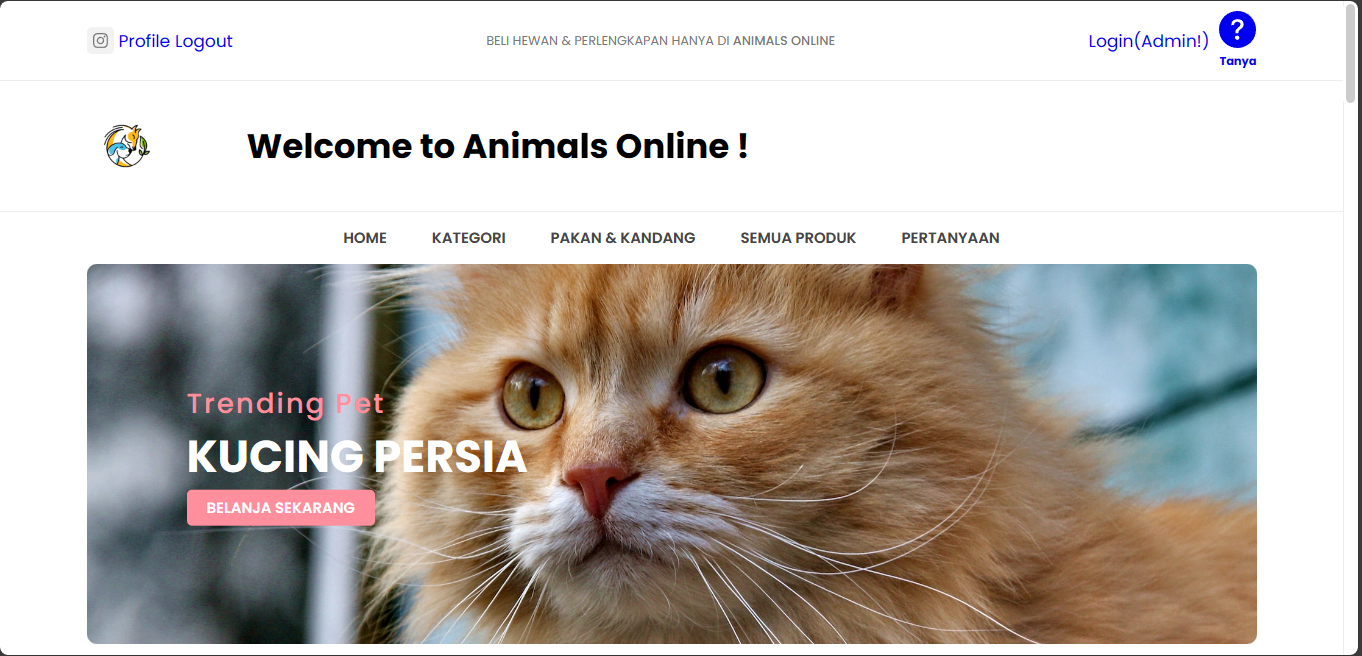 Profile Logout
BELI HEWAN & PERLENGKAPAN HANYA DI ANIMALS ONLINE
Login(Admin!)
?
Tanya
Welcome to Animals Online !
HOME KATEGORI PAKAN & KANDANG SEMUA PRODUK PERTANYAAN
Trending Pet
KUCING PERSIA
BELANJA SEKARANG